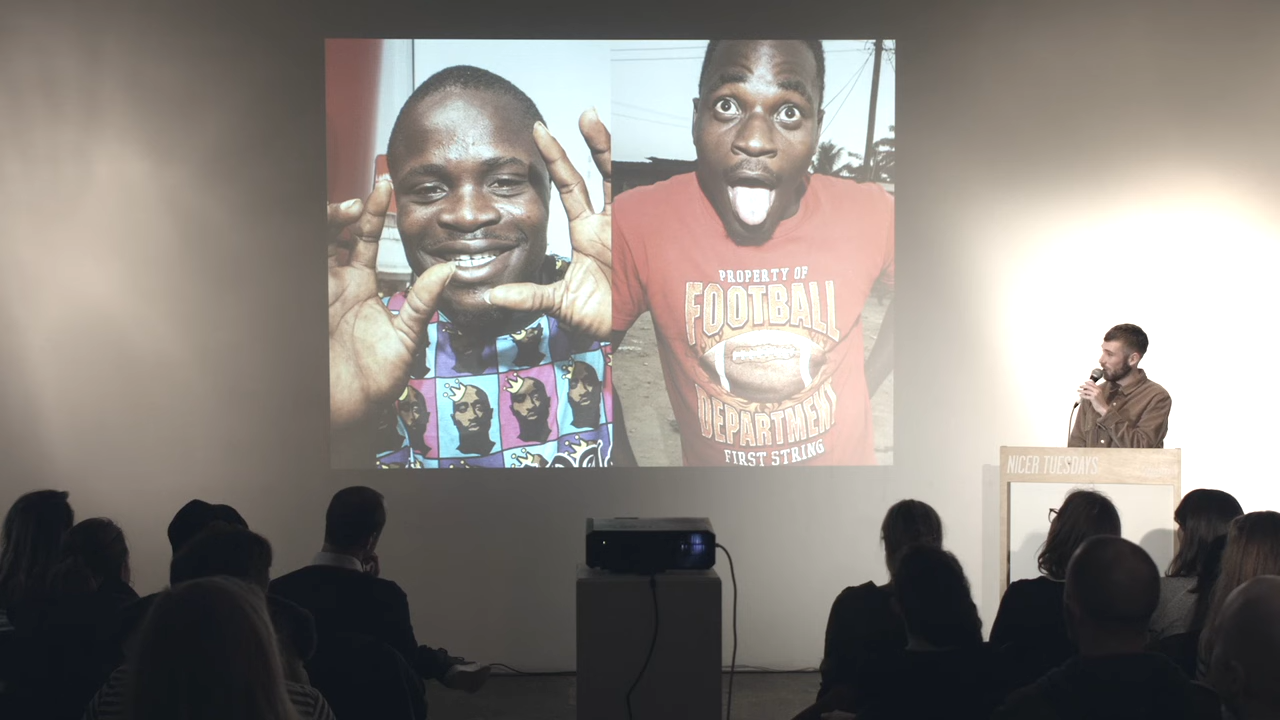 PROPERTY OF
FOOTBALL
DEPARTMENT
FIRST STRING
NICER TUESDAYS